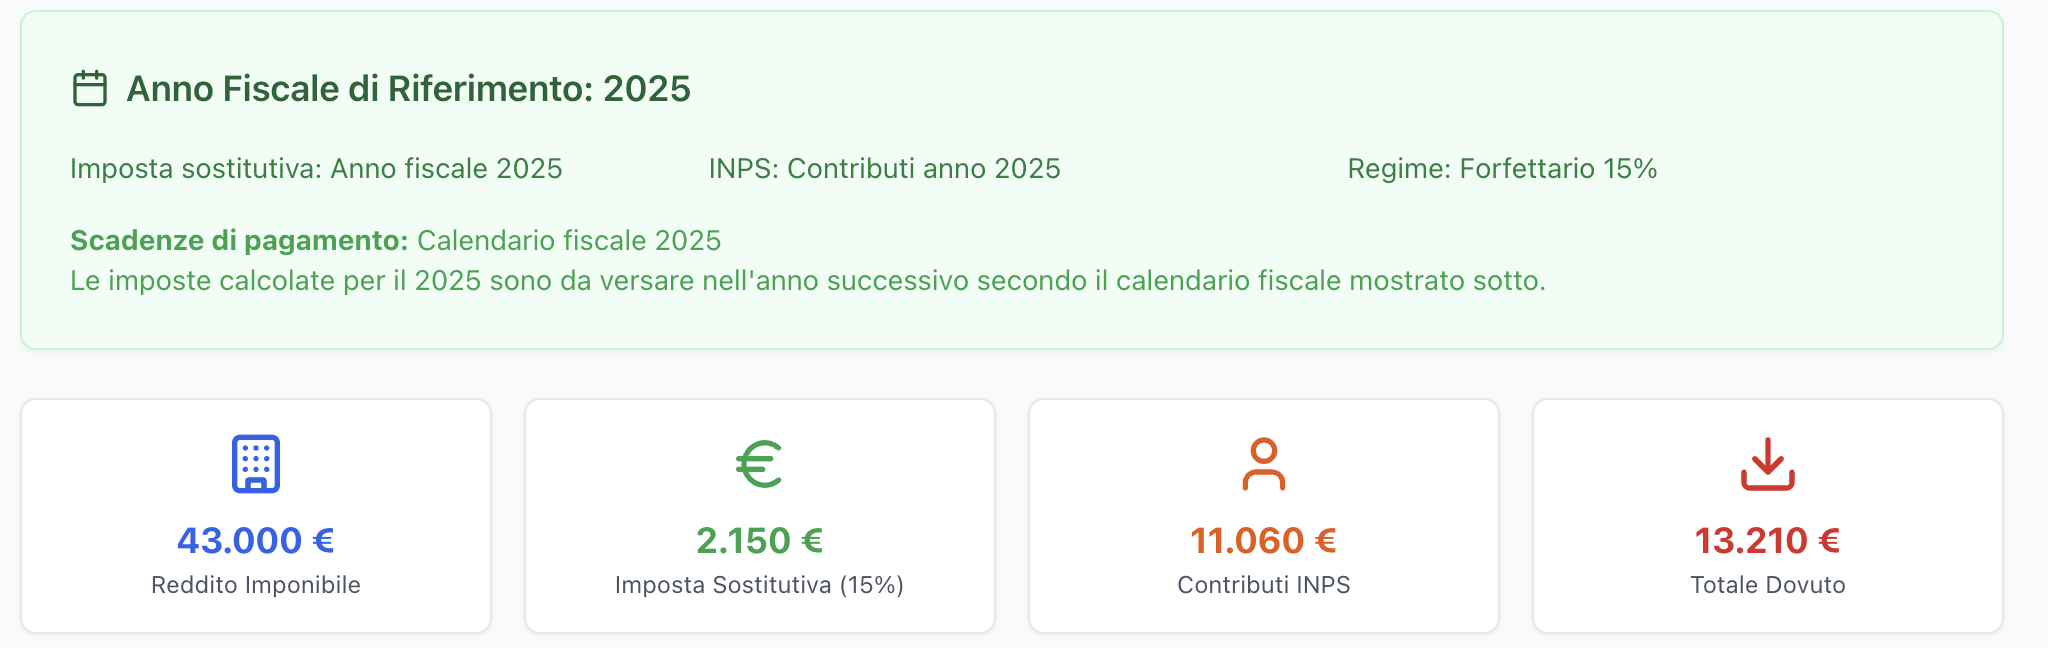 Anno Fiscale di Riferimento: 2025
Imposta sostitutiva: Anno fiscale 2025
INPS: Contributi anno 2025
Regime: Forfettario 15%
Scadenze di pagamento: Calendario fiscale 2025
Le imposte calcolate per il 2025 sono da versare nell'anno successivo secondo il calendario fiscale mostrato sotto.
43.000 €
Reddito Imponibile
2.150 €
Imposta Sostitutiva (15%)
11.060 €
Contributi INPS
13.210 €
Totale Dovuto